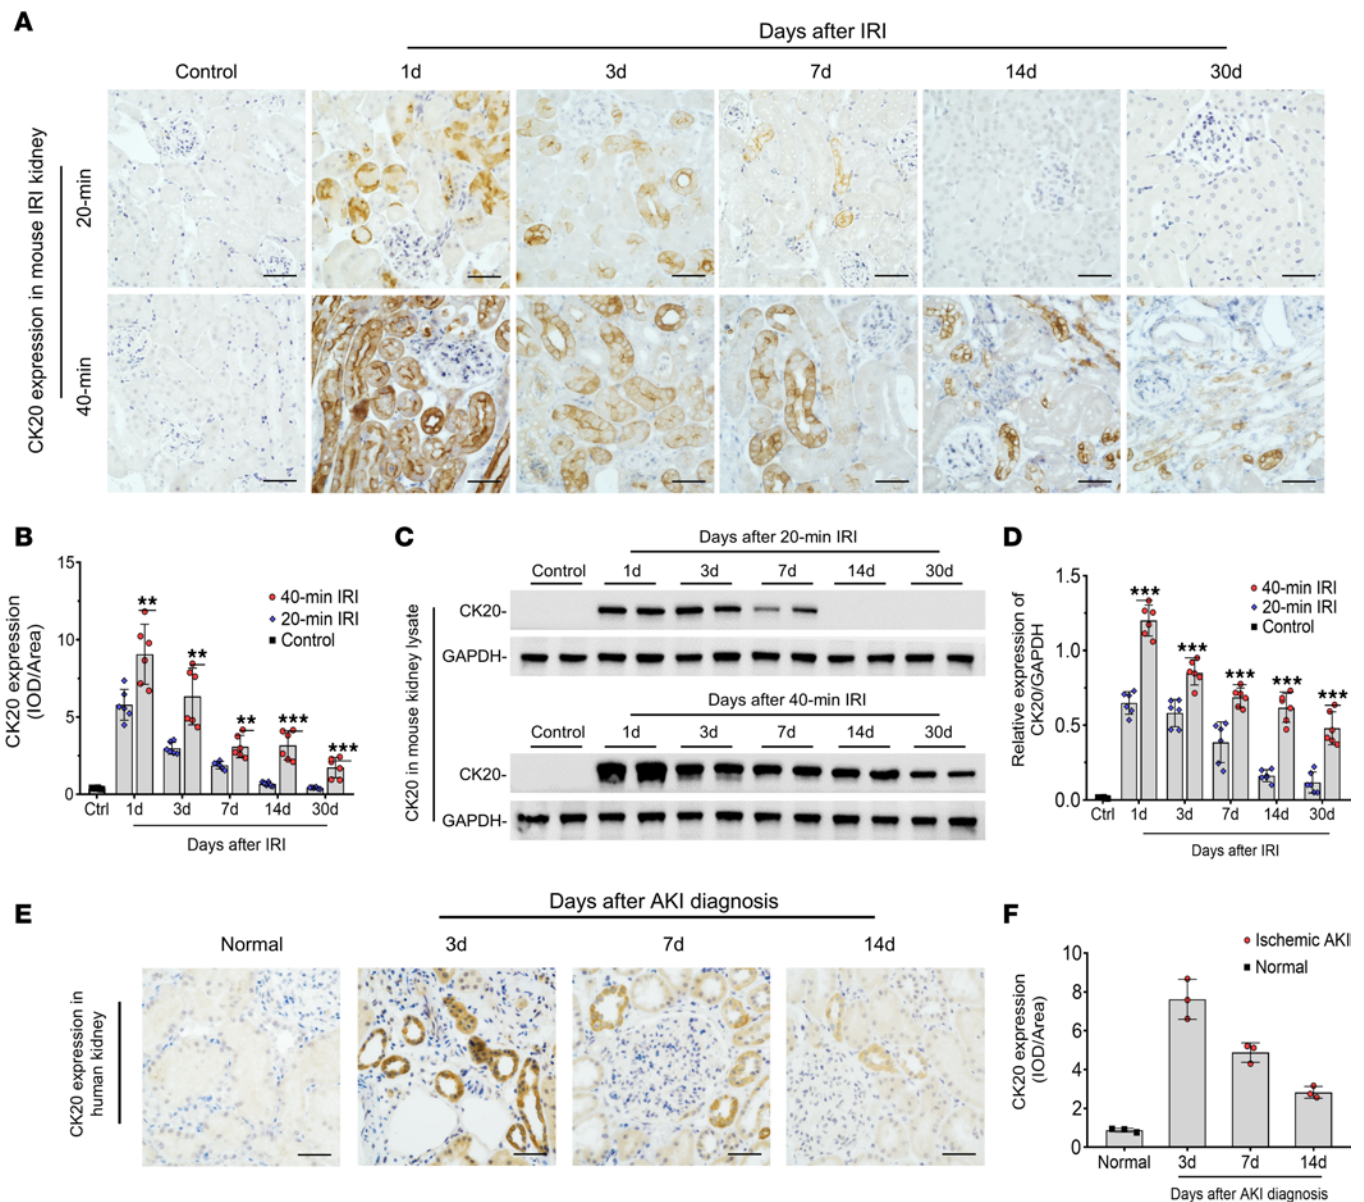 A
Days after IRI
Control
1d
3d
7d
14d
30d
CK20 expression in mouse IRI kidney
20-min
40-min
B
15
10
5
0
CK20 expression
(IOD/Area)
**
**
**
***
***
40-min IRI
20-min IRI
Control
Ctrl
1d
3d
7d
14d
30d
Days after IRI
C
Days after 20-min IRI
Control
1d
3d
7d
14d
30d
CK20 in mouse kidney lysate
CK20-
GAPDH-
Days after 40-min IRI
Control
1d
3d
7d
14d
30d
CK20-
GAPDH-
D
1.5
1.0
0.5
0.0
Relative expression of
CK20/GAPDH
***
***
***
***
***
40-min IRI
20-min IRI
Control
Ctrl
1d
3d
7d
14d
30d
Days after IRI
E
Days after AKI diagnosis
Normal
3d
7d
14d
CK20 expression in
human kidney
F
10
8
6
4
2
0
CK20 expression
(IOD/Area)
Ischemic AKI
Normal
Normal
3d
7d
14d
Days after AKI diagnosis